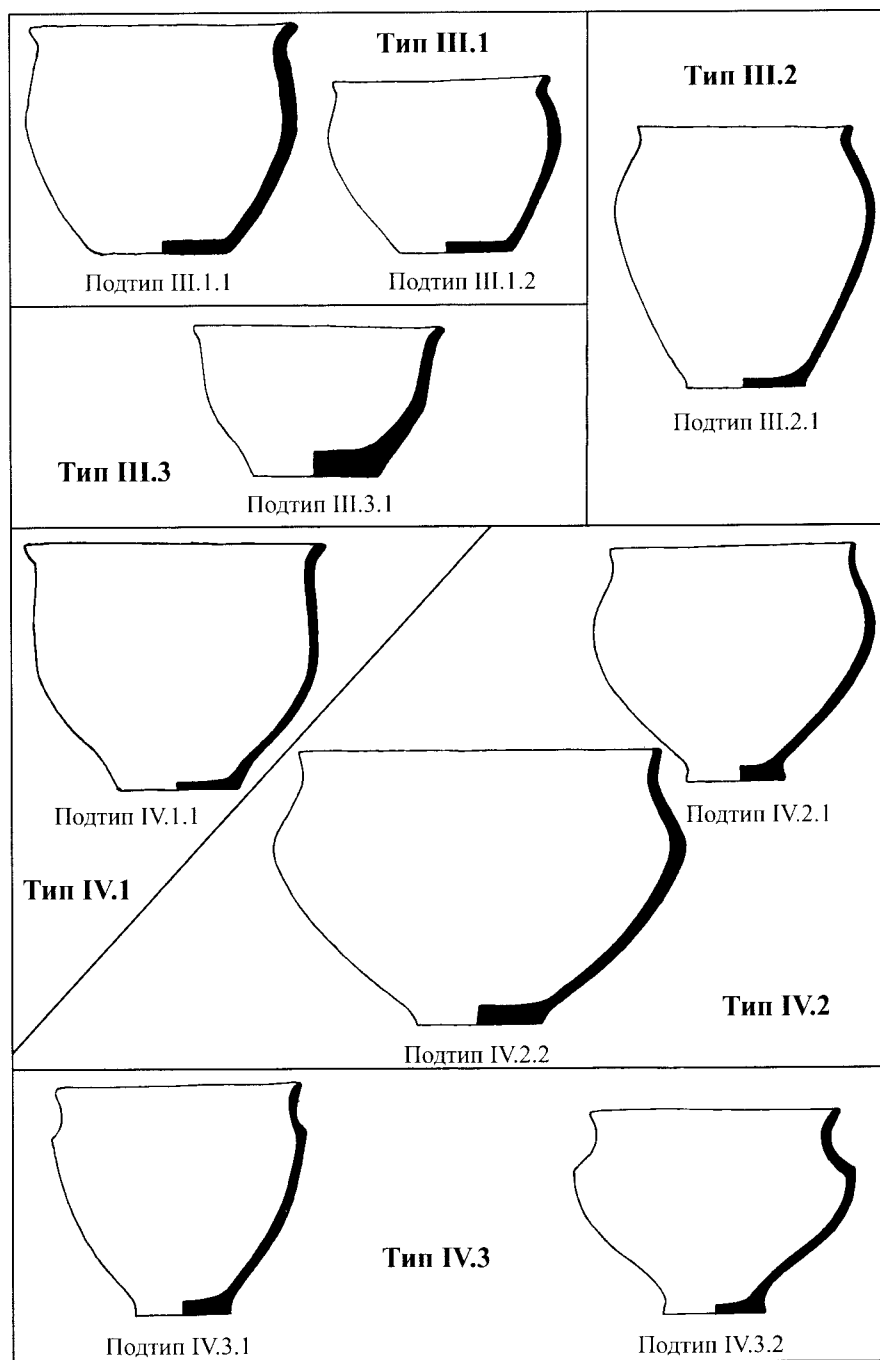 Тип III.1
Подтип III.1.1
Подтип III.1.2
Тип III.2
Подтип III.2.1
Тип III.3
Подтип III.3.1
Подтип IV.1.1
Тип IV.1
Подтип IV.2.1
Подтип IV.2.2
Тип IV.2
Подтип IV.3.1
Тип IV.3
Подтип IV.3.2